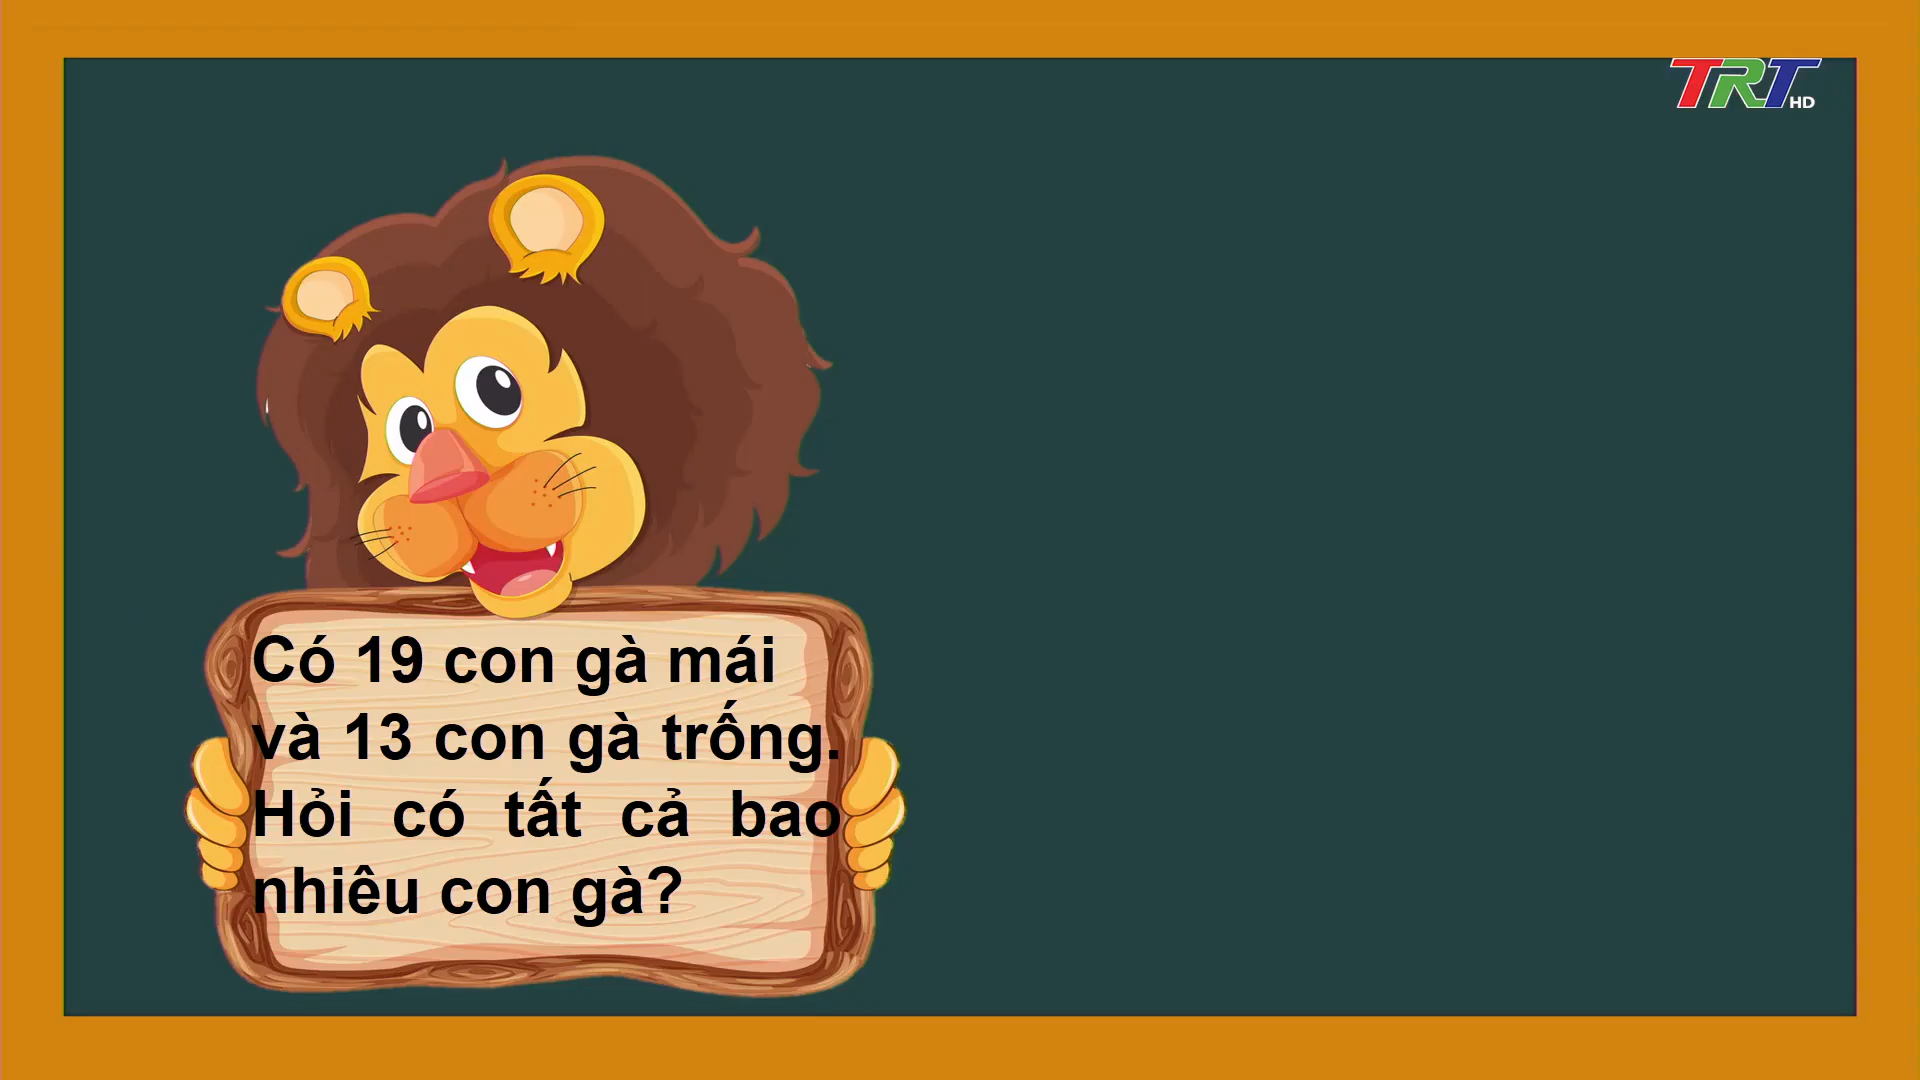 TRT HD
Có 19 con gà mái
và 13 con gà trống.
Hỏi có tất cả bao
nhiêu con gà?